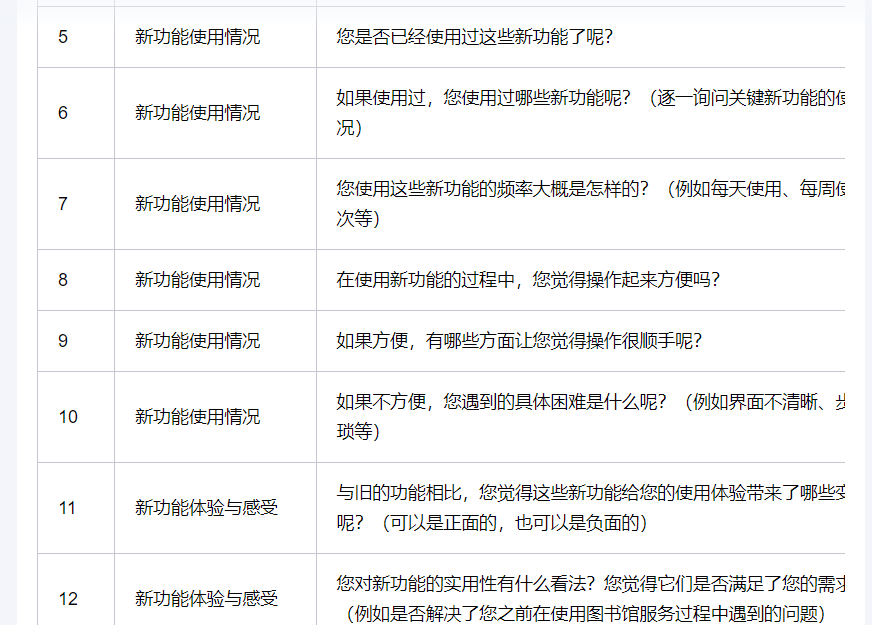 5 新功能使用情况 您是否已经使用过这些新功能了呢？
6 新功能使用情况 如果使用过，您使用过哪些新功能呢？（逐一询问关键新功能的使
况）
7 新功能使用情况 您使用这些新功能的频率大概是怎样的？（例如每天使用、每周使
次等）
8 新功能使用情况 在使用新功能的过程中，您觉得操作起来方便吗？
9 新功能使用情况 如果方便，有哪些方面让您觉得操作很顺手呢？
10 新功能使用情况 如果不方便，您遇到的具体困难是什么呢？（例如界面不清晰、步
琐等）
11 新功能体验与感受 与旧的功能相比，您觉得这些新功能给您的使用体验带来了哪些变
呢？（可以是正面的，也可以是负面的）
12 新功能体验与感受 您对新功能的实用性有什么看法？您觉得它们是否满足了您的需求
（例如是否解决了您之前在使用图书馆服务过程中遇到的问题）